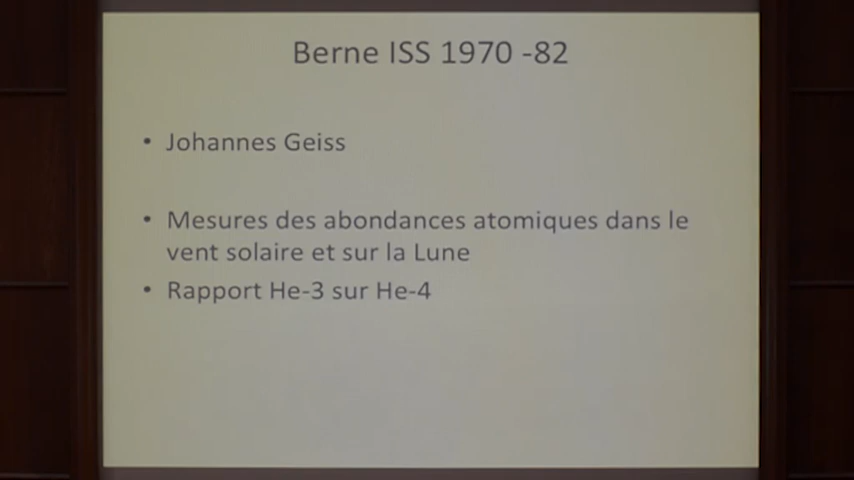 Berne ISS 1970 -82
• Johannes Geiss
• Mesures des abondances atomiques dans le
vent solaire et sur la Lune
• Rapport He-3 sur He-4